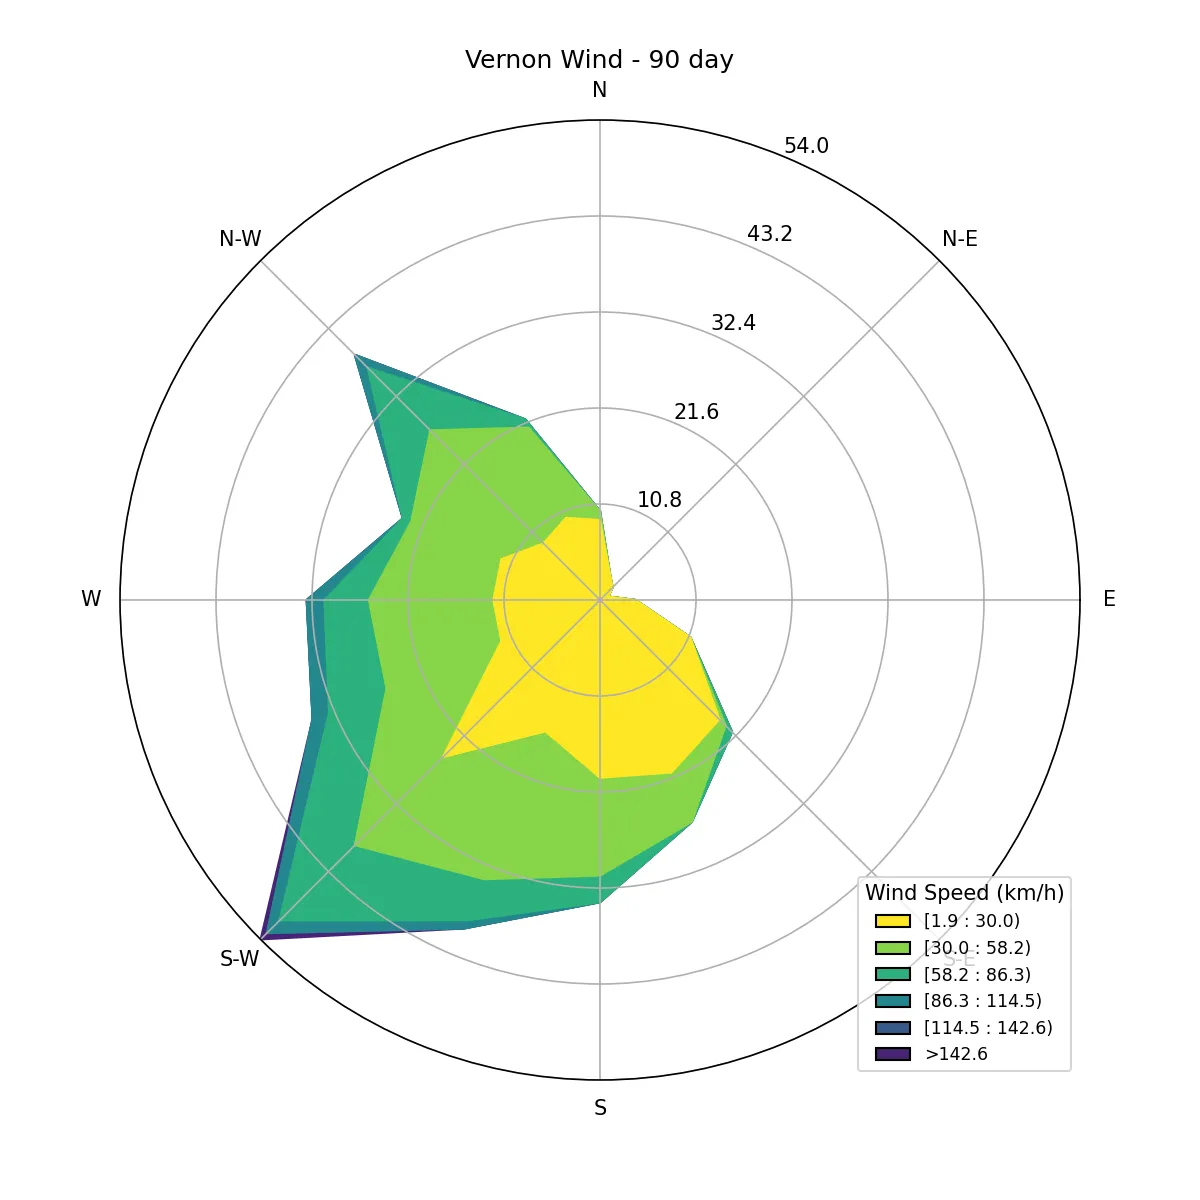 Vernon Wind - 90 day
N
54.0
43.2
N-W
N-E
32.4
21.6
10.8
W
E
Wind Speed (km/h)
[1.9 : 30.0)
[30.0 : 58.2)
S-W
S-E
[58.2 : 86.3)
[86.3 : 114.5)
[114.5 : 142.6)
>142.6
S